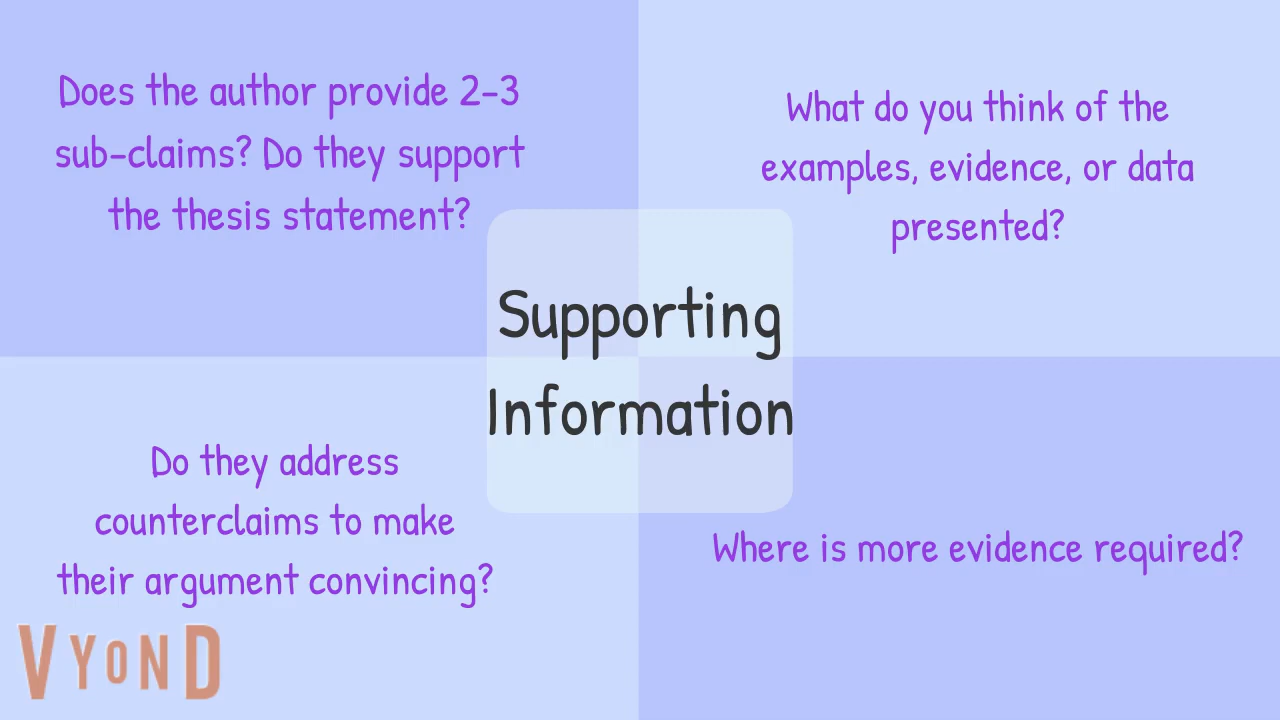 Does the author provide 2-3
sub-claims? Do they support
the thesis statement?
What do you think of the
examples, evidence, or data
presented?
Supporting
Information
Do they address
counterclaims to make
their argument convincing?
Where is more evidence required?
VYOND